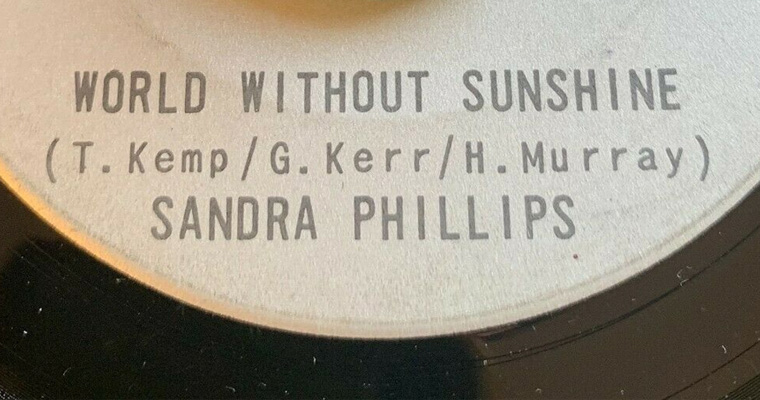 WORLD WITHOUT SUNSHINE
(T. Kemp/G. Kerr/H. Murray)
SANDRA PHILLIPS